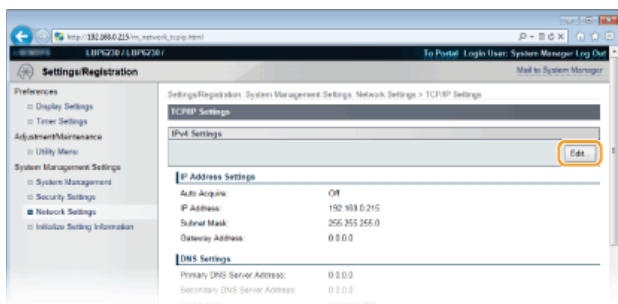 http://192.168.0.215/m_network_tcpip.html
LBP6230 / LBP6230 /
To Portal Login User: System Manager Log Out
Settings/Registration
Mail to System Manager
Preferences
Display Settings
Timer Settings
Adjustment/Maintenance
Utility Menu
System Management Settings
System Management
Security Settings
Network Settings
Initialize Setting Information
Settings/Registration: System Management Settings: Network Settings > TCP/IP Settings
TCP/IP Settings
IPv4 Settings
Edit...
IP Address Settings
Auto Acquire: Off
IP Address: 192.168.0.215
Subnet Mask: 255.255.255.0
Gateway Address: 0.0.0.0
DNS Settings
Primary DNS Server Address: 0.0.0.0
Secondary DNS Server Address: 0.0.0.0